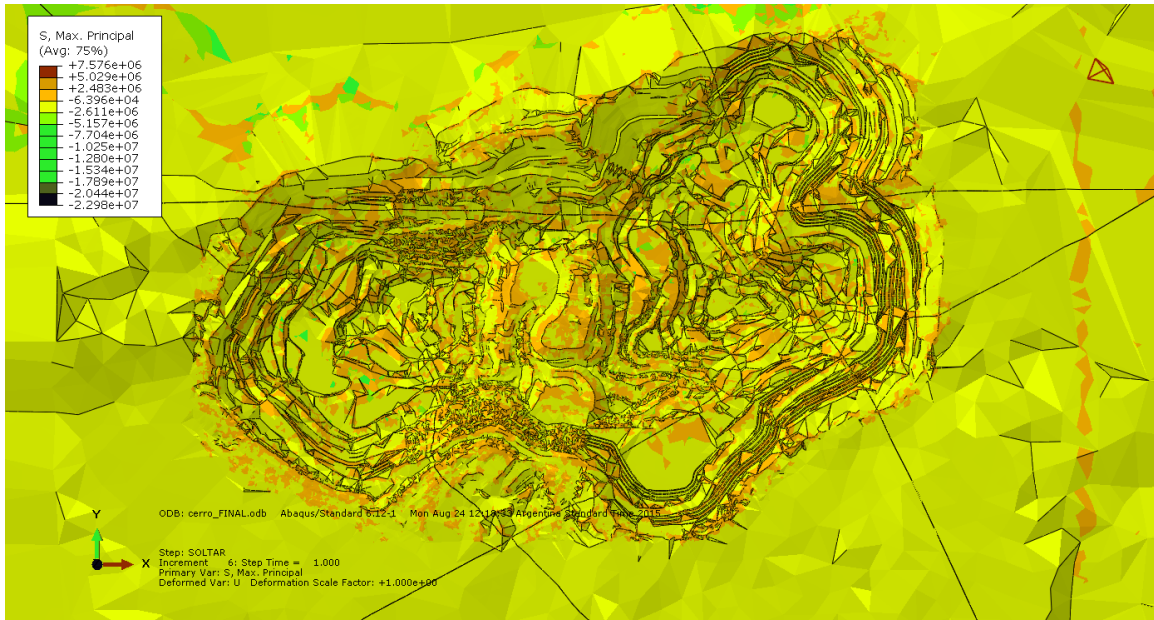 S, Max. Principal
(Avg: 75%)
+7.576e+06
+5.029e+06
+2.483e+06
-6.396e+04
-2.611e+06
-5.157e+06
-7.704e+06
-1.025e+07
-1.280e+07
-1.534e+07
-1.789e+07
-2.044e+07
-2.298e+07
ODB: cerro_FINAL.odb Abaqus/Standard 6.12-1 Mon Aug 24 12:18:33 Argentina Standard Time 2015
Y
X
Step: SOLTAR
Increment 6: Step Time = 1.000
Primary Var: S, Max. Principal
Deformed Var: U Deformation Scale Factor: +1.000e+00